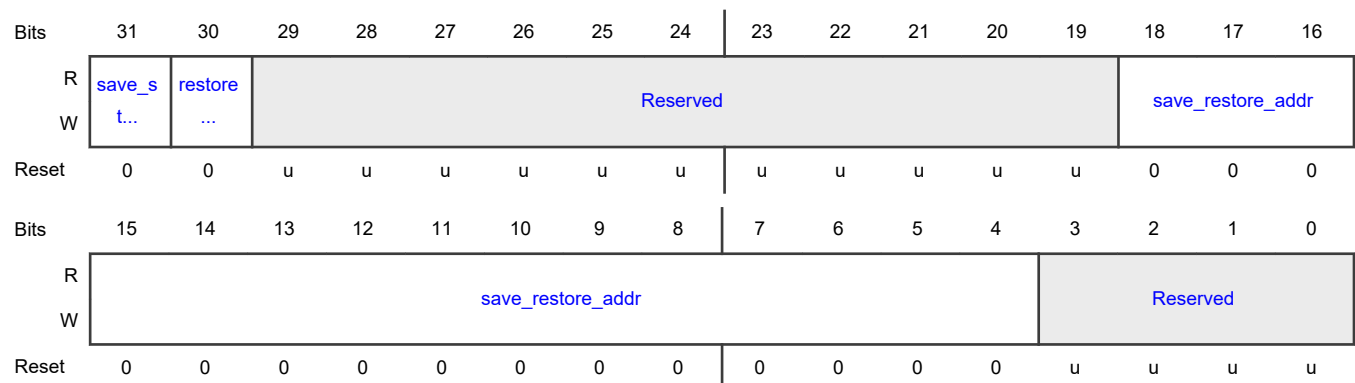 Bits 31 30 29 28 27 26 25 24 23 22 21 20 19 18 17 16
R
save_s restore
Reserved
save_restore_addr
t... ...
W
Reset 0 0 u u u u u u u u u u u 0 0 0
Bits 15 14 13 12 11 10 9 8 7 6 5 4 3 2 1 0
R
save_restore_addr Reserved
W
Reset 0 0 0 0 0 0 0 0 0 0 0 0 u u u u